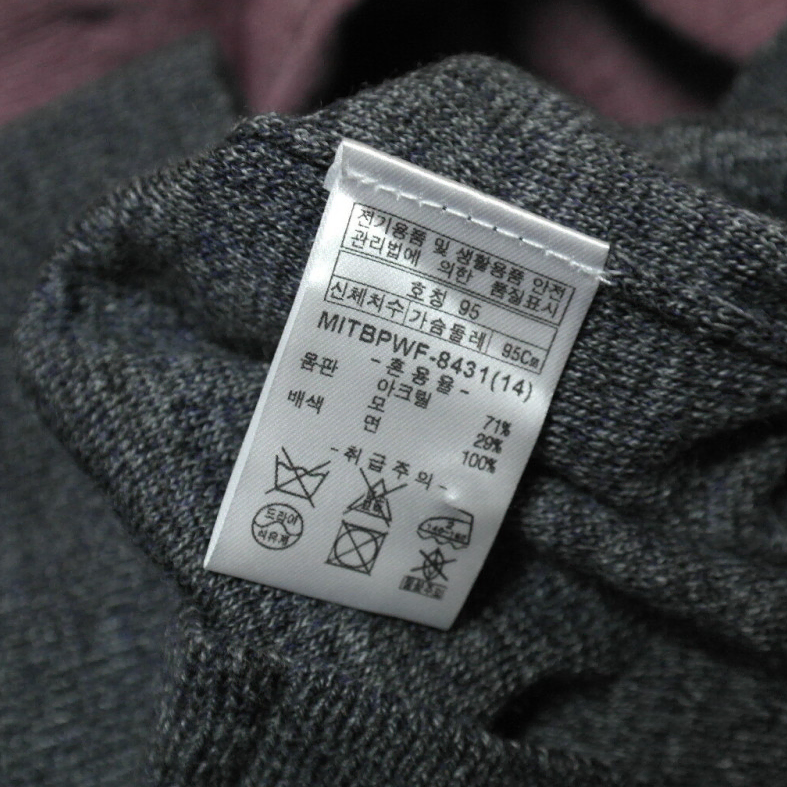 전기용품 및 생활용품 안전
관리법에 의한 품질표시
호칭 95
신체치수 가슴둘레 95Cm
MITBPWF-8431(14)
- 혼용율 -
몸판 아크릴 71%
모 29%
배색 면 100%
- 취급주의 -
드라이
석유계